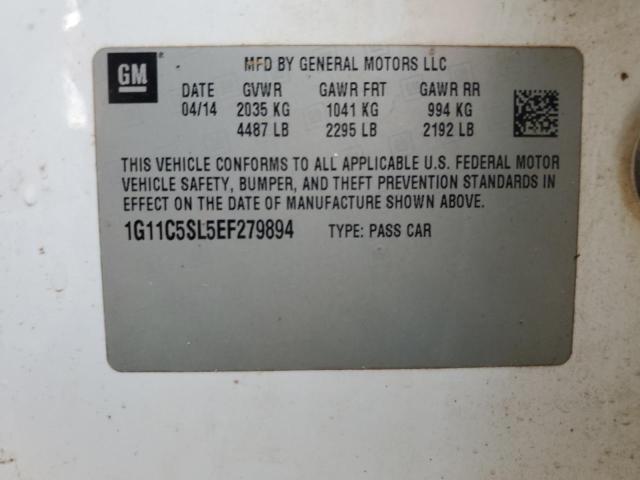 GM
MFD BY GENERAL MOTORS LLC
DATE GVWR GAWR FRT GAWR RR
04/14 2035 KG 1041 KG 994 KG
4487 LB 2295 LB 2192 LB
THIS VEHICLE CONFORMS TO ALL APPLICABLE U.S. FEDERAL MOTOR
VEHICLE SAFETY, BUMPER, AND THEFT PREVENTION STANDARDS IN
EFFECT ON THE DATE OF MANUFACTURE SHOWN ABOVE.
1G11C5SL5EF279894 TYPE: PASS CAR